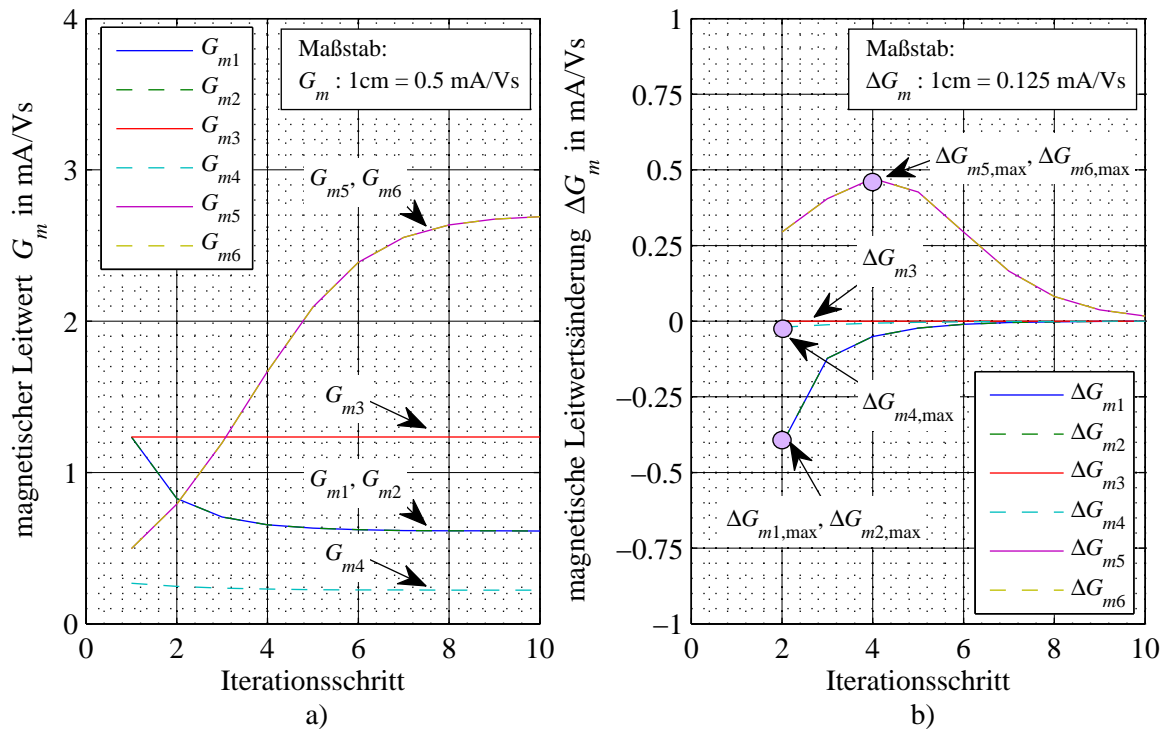 magnetischer Leitwert G_m in mA/Vs
4
3
2
1
0
G_m1
G_m2
G_m3
G_m4
G_m5
G_m6
Maßstab:
G_m : 1cm = 0.5 mA/Vs
G_m5, G_m6
G_m3
G_m1, G_m2
G_m4
0 2 4 6 8 10
Iterationsschritt
a)
magnetische Leitwertsänderung ΔG_m in mA/Vs
1
0.75
0.5
0.25
0
−0.25
−0.5
−0.75
−1
Maßstab:
ΔG_m : 1cm = 0.125 mA/Vs
ΔG_m5,max, ΔG_m6,max
ΔG_m3
ΔG_m4,max
ΔG_m1,max, ΔG_m2,max
ΔG_m1
ΔG_m2
ΔG_m3
ΔG_m4
ΔG_m5
ΔG_m6
0 2 4 6 8 10
Iterationsschritt
b)